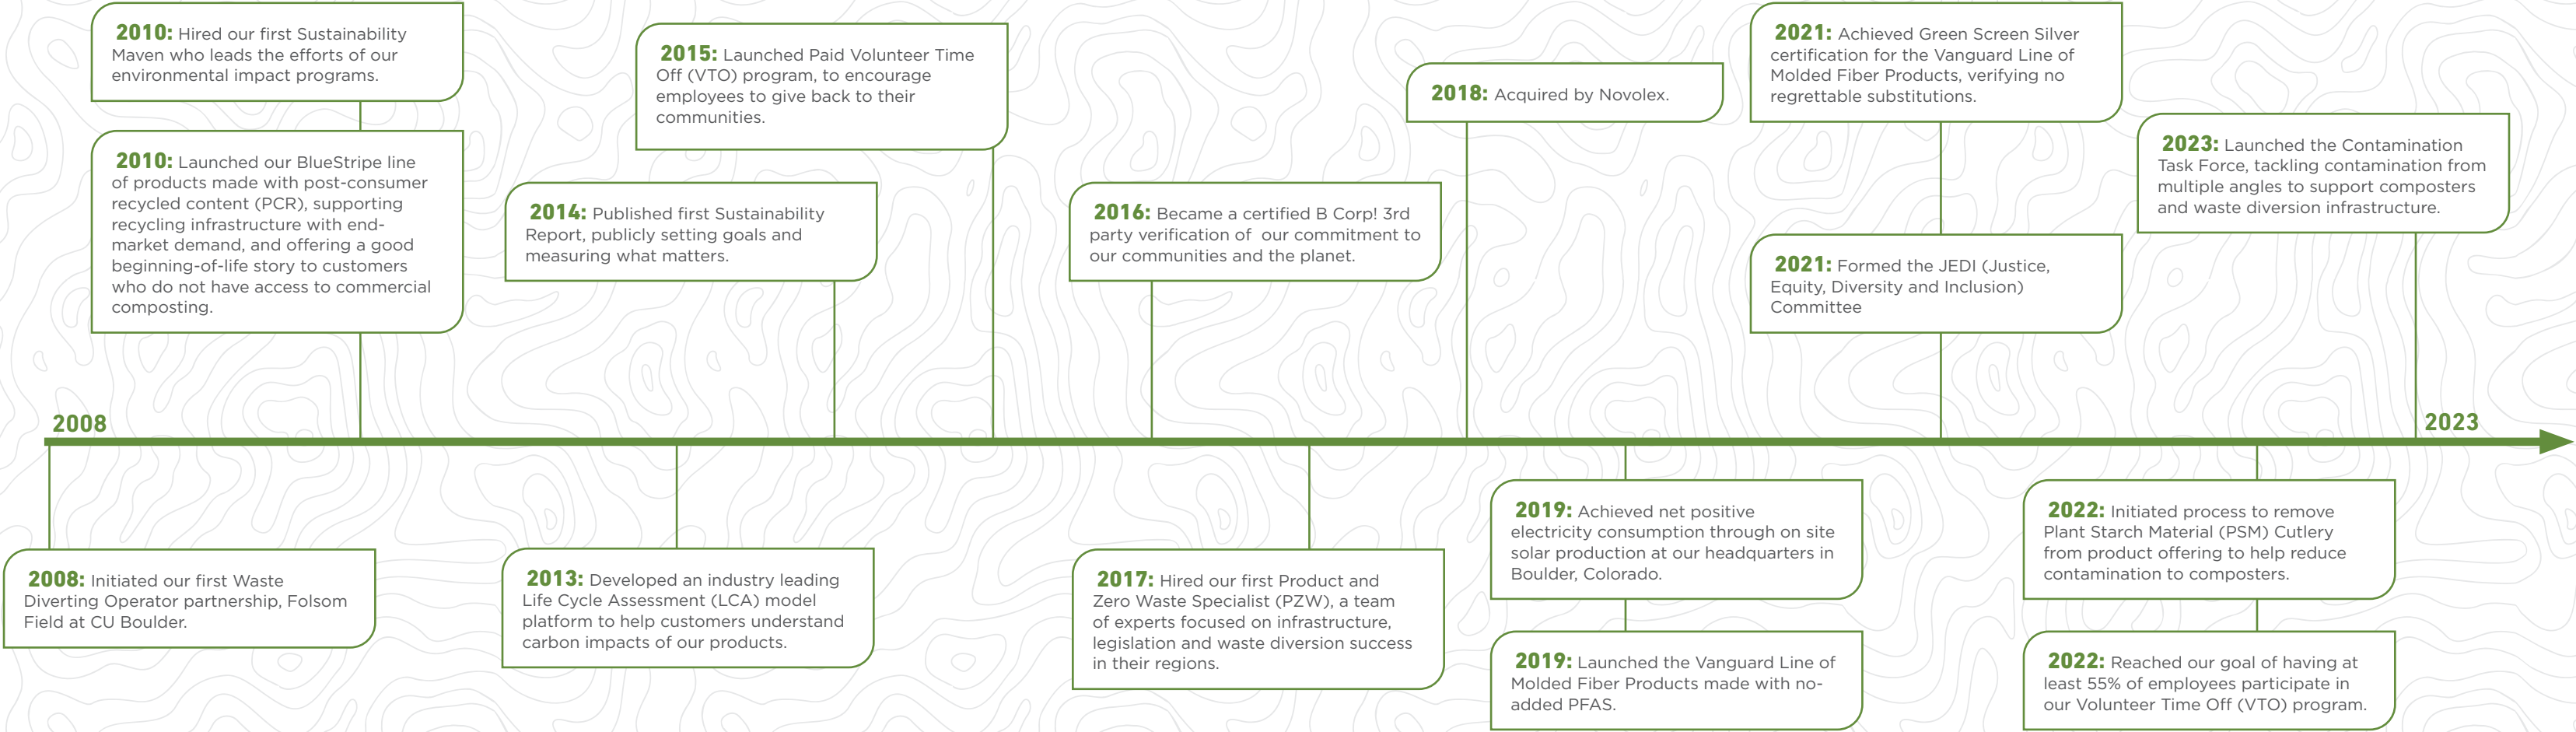 2010: Hired our first Sustainability
Maven who leads the efforts of our
environmental impact programs.
2010: Launched our BlueStripe line
of products made with post-consumer
recycled content (PCR), supporting
recycling infrastructure with end-
market demand, and offering a good
beginning-of-life story to customers
who do not have access to commercial
composting.
2015: Launched Paid Volunteer Time
Off (VTO) program, to encourage
employees to give back to their
communities.
2014: Published first Sustainability
Report, publicly setting goals and
measuring what matters.
2016: Became a certified B Corp! 3rd
party verification of  our commitment to
our communities and the planet.
2018: Acquired by Novolex.
2021: Achieved Green Screen Silver
certification for the Vanguard Line of
Molded Fiber Products, verifying no
regrettable substitutions.
2021: Formed the JEDI (Justice,
Equity, Diversity and Inclusion)
Committee
2023: Launched the Contamination
Task Force, tackling contamination from
multiple angles to support composters
and waste diversion infrastructure.
2008
2023
2008: Initiated our first Waste
Diverting Operator partnership, Folsom
Field at CU Boulder.
2013: Developed an industry leading
Life Cycle Assessment (LCA) model
platform to help customers understand
carbon impacts of our products.
2017: Hired our first Product and
Zero Waste Specialist (PZW), a team
of experts focused on infrastructure,
legislation and waste diversion success
in their regions.
2019: Achieved net positive
electricity consumption through on site
solar production at our headquarters in
Boulder, Colorado.
2019: Launched the Vanguard Line of
Molded Fiber Products made with no-
added PFAS.
2022: Initiated process to remove
Plant Starch Material (PSM) Cutlery
from product offering to help reduce
contamination to composters.
2022: Reached our goal of having at
least 55% of employees participate in
our Volunteer Time Off (VTO) program.